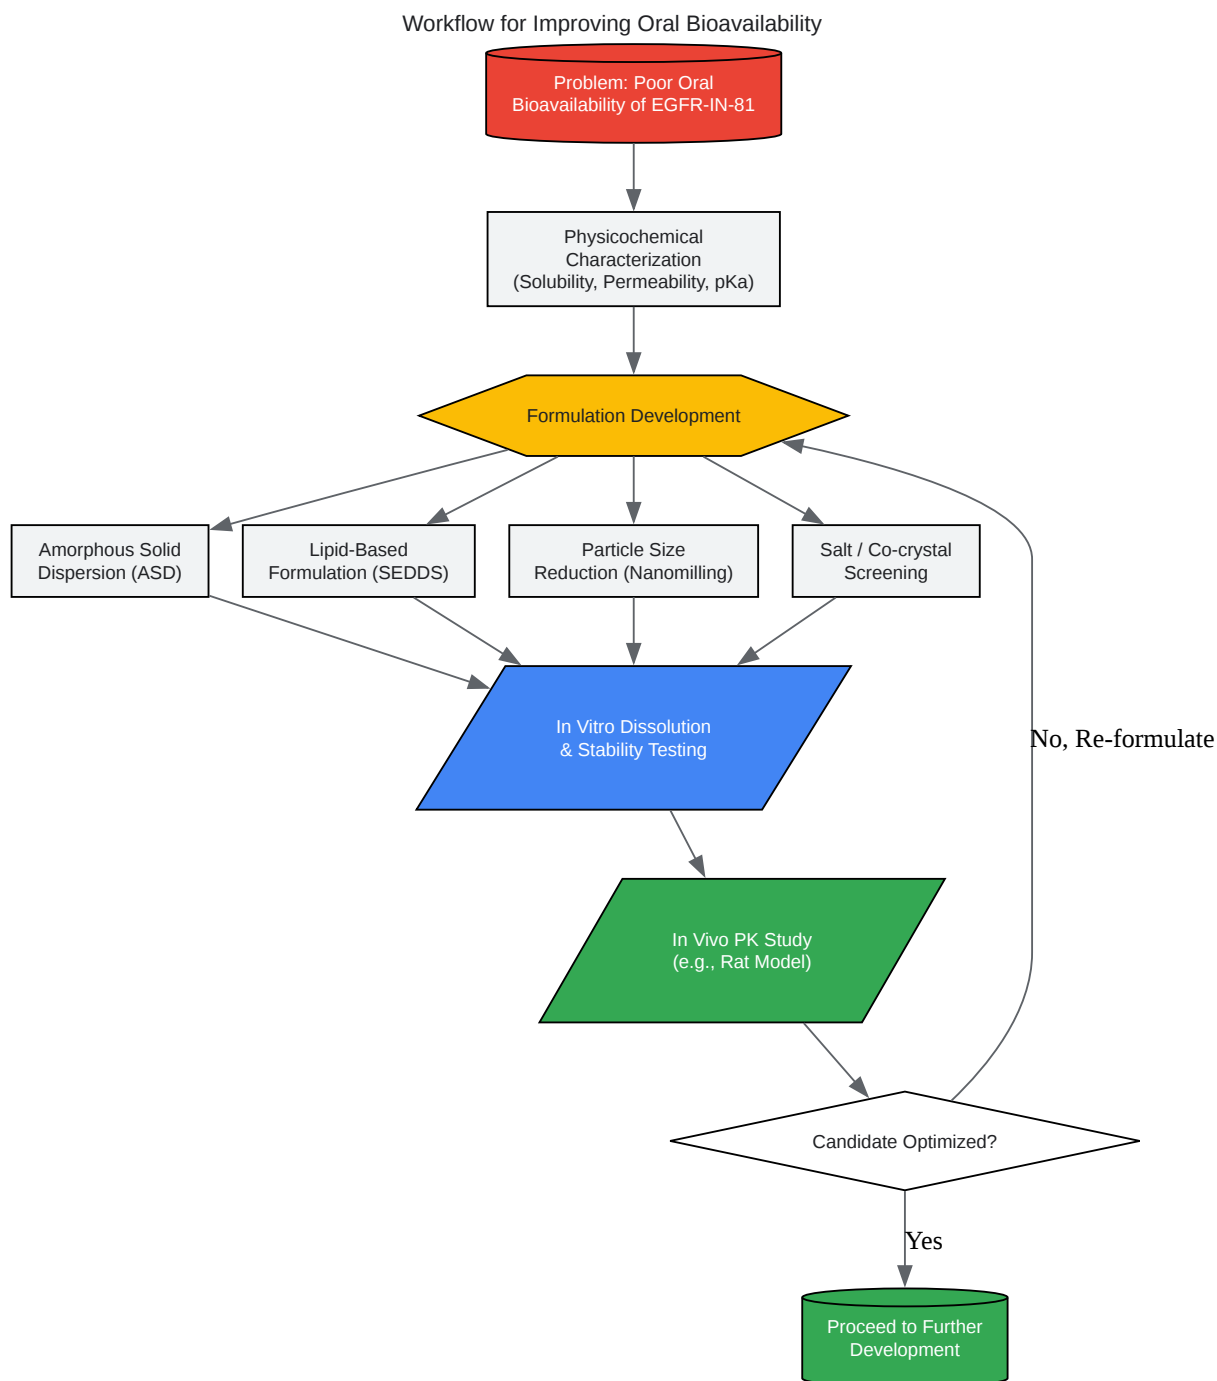 Workflow for Improving Oral Bioavailability
Problem: Poor Oral
Bioavailability of EGFR-IN-81
Physicochemical
Characterization
(Solubility, Permeability, pKa)
Formulation Development
Amorphous Solid
Dispersion (ASD)
Lipid-Based
Formulation (SEDDS)
Particle Size
Reduction (Nanomilling)
Salt / Co-crystal
Screening
In Vitro Dissolution
& Stability Testing
No, Re-formulate
In Vivo PK Study
(e.g., Rat Model)
Candidate Optimized?
Yes
Proceed to Further
Development